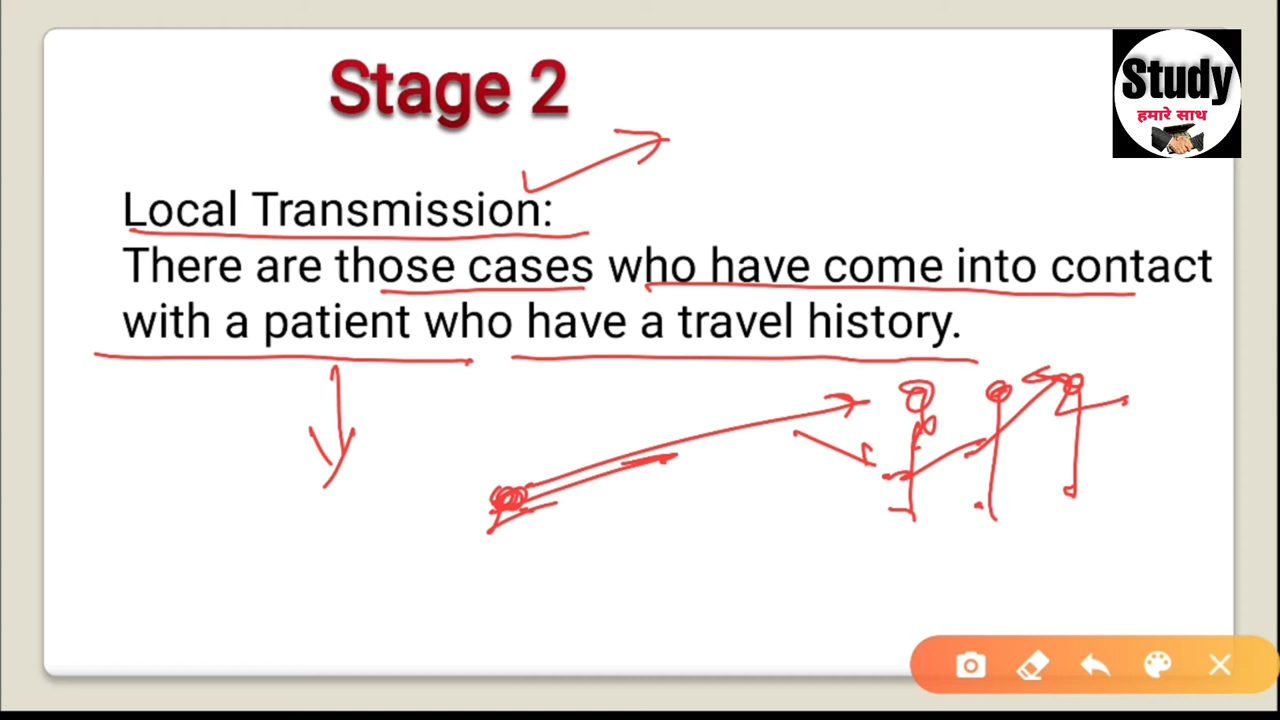 Stage 2
Study
हमारे साथ
Local Transmission:
There are those cases who have come into contact
with a patient who have a travel history.